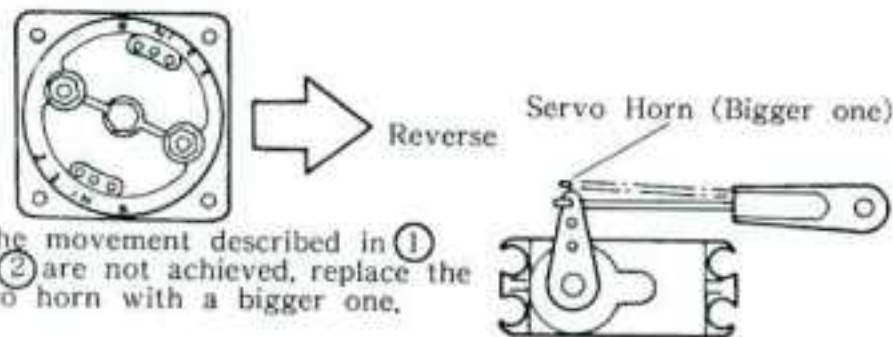 Servo Horn (Bigger one)
Reverse
he movement described in ①
② are not achieved, replace the
o horn with a bigger one.